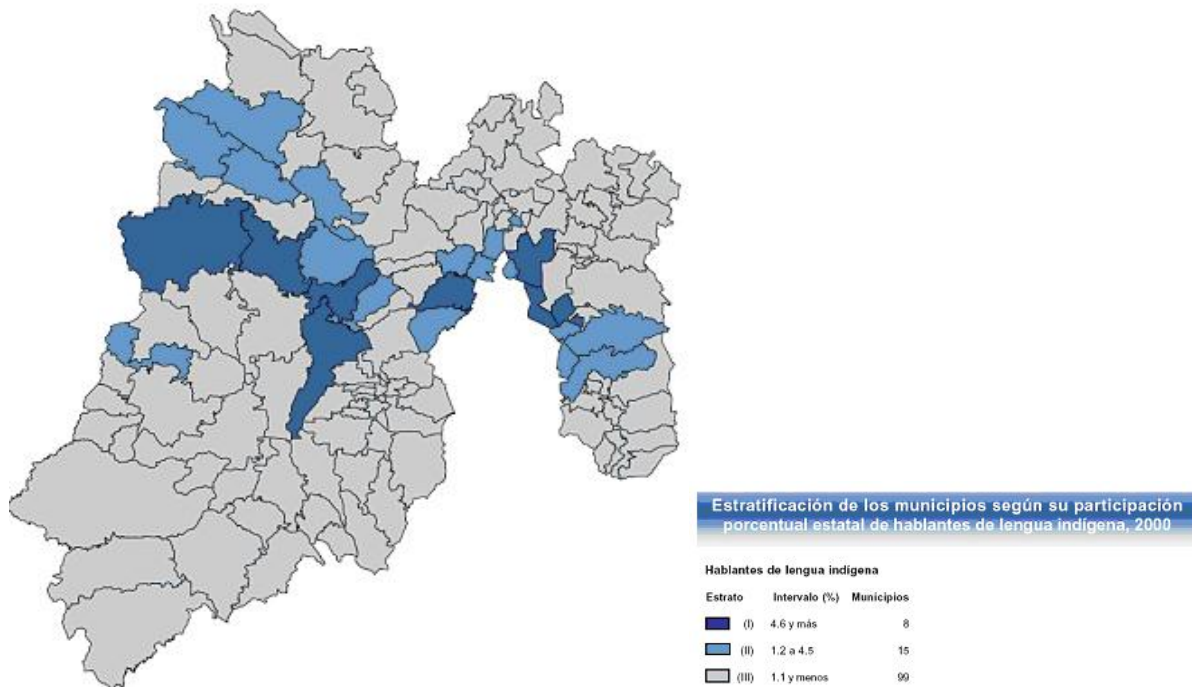 Estratificación de los municipios según su participación
porcentual estatal de hablantes de lengua indígena, 2000
Hablantes de lengua indígena
Estrato Intervalo (%) Municipios
(I) 4.6 y más 8
(II) 1.2 a 4.5 15
(III) 1.1 y menos 99